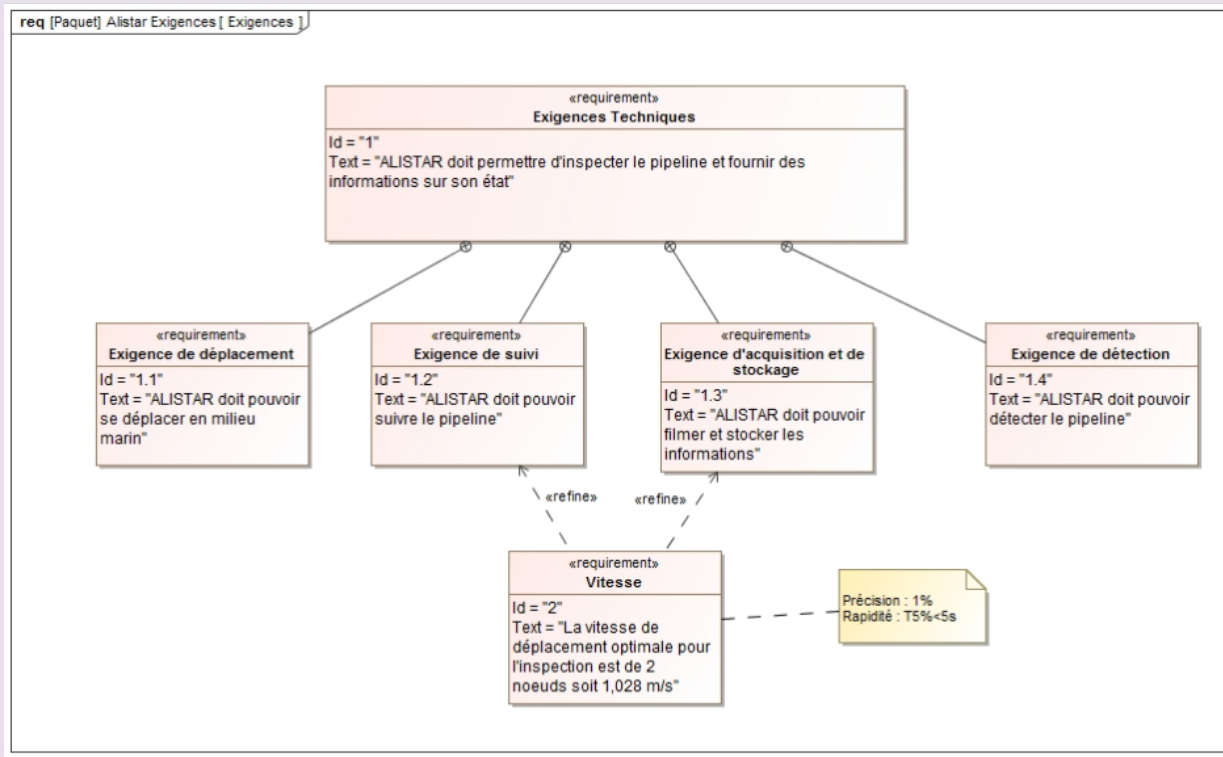 req [Paquet] Alistar Exigences [ Exigences ]
«requirement»
Exigences Techniques
Id = "1"
Text = "ALISTAR doit permettre d'inspecter le pipeline et fournir des
informations sur son état"
«requirement»
Exigence de déplacement
Id = "1.1"
Text = "ALISTAR doit pouvoir
se déplacer en milieu
marin"
«requirement»
Exigence de suivi
Id = "1.2"
Text = "ALISTAR doit pouvoir
suivre le pipeline"
«requirement»
Exigence d'acquisition et de
stockage
Id = "1.3"
Text = "ALISTAR doit pouvoir
filmer et stocker les
informations"
«requirement»
Exigence de détection
Id = "1.4"
Text = "ALISTAR doit pouvoir
détecter le pipeline"
«refine»
«refine»
«requirement»
Vitesse
Id = "2"
Text = "La vitesse de
déplacement optimale pour
l'inspection est de 2
noeuds soit 1,028 m/s"
Précision : 1%
Rapidité : T5%<5s